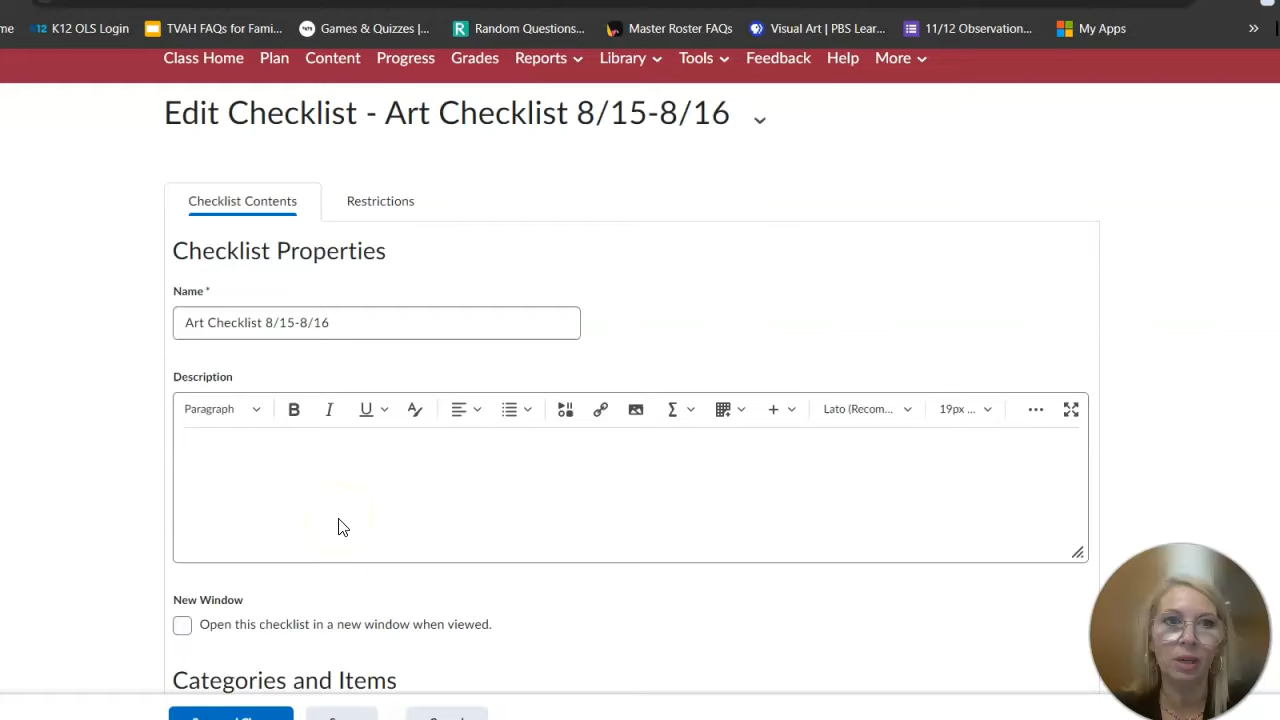 me K12 OLS Login TVAH FAQs for Fami... Games & Quizzes |... R Random Questions... Master Roster FAQs Visual Art | PBS Lear... 11/12 Observation... My Apps »
Class Home Plan Content Progress Grades Reports Library Tools Feedback Help More
Edit Checklist - Art Checklist 8/15-8/16
Checklist Contents Restrictions
Checklist Properties
Name *
Art Checklist 8/15-8/16
Description
Paragraph B I U Σ + Lato (Recom... 19px ... ...
New Window
Open this checklist in a new window when viewed.
Categories and Items